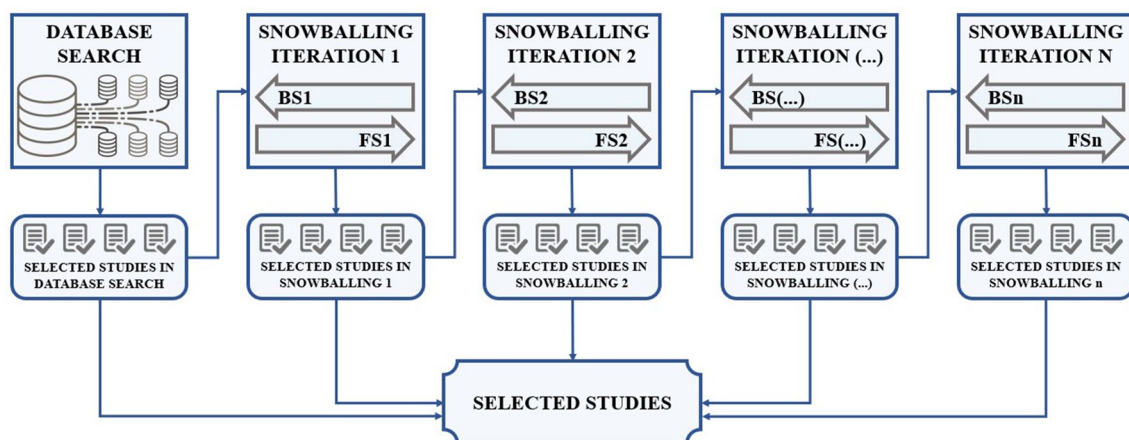 DATABASE
SEARCH
SNOWBALLING
ITERATION 1
BS1
FS1
SNOWBALLING
ITERATION 2
BS2
FS2
SNOWBALLING
ITERATION (...)
BS(...)
FS(...)
SNOWBALLING
ITERATION N
BSn
FSn
SELECTED STUDIES IN
DATABASE SEARCH
SELECTED STUDIES IN
SNOWBALLING 1
SELECTED STUDIES IN
SNOWBALLING 2
SELECTED STUDIES IN
SNOWBALLING (...)
SELECTED STUDIES IN
SNOWBALLING n
SELECTED STUDIES